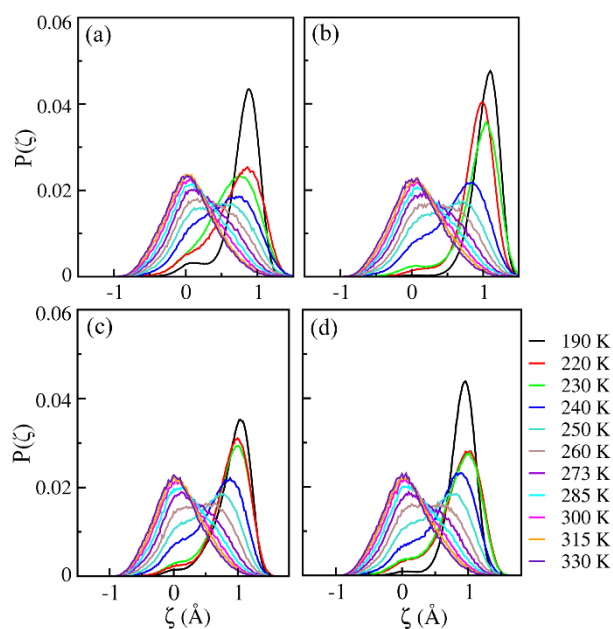 0.06
(a)
(b)
0.04
P(ζ)
0.02
0
-1
0
1
-1
0
1
0.06
(c)
(d)
0.04
P(ζ)
0.02
0
-1
0
1
-1
0
1
ζ (Å)
ζ (Å)
190 K
220 K
230 K
240 K
250 K
260 K
273 K
285 K
300 K
315 K
330 K